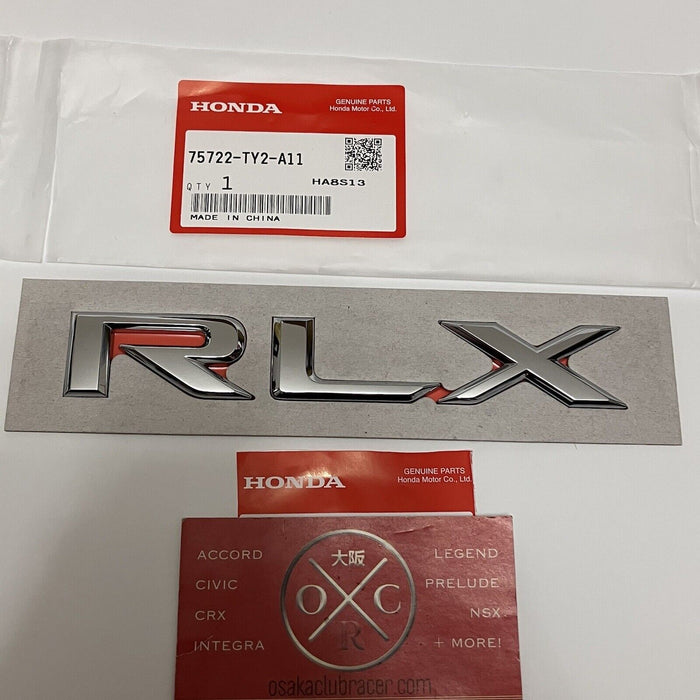 HONDA
GENUINE PARTS
Honda Motor Co., Ltd.
75722-TY2-A11
QTY 1
HA8S13
MADE IN CHINA
RLX
HONDA
GENUINE PARTS
Honda Motor Co., Ltd.
ACCORD
CIVIC
CRX
INTEGRA
大阪
O C
R
LEGEND
PRELUDE
NSX
+ MORE!
osakaclubracer.com